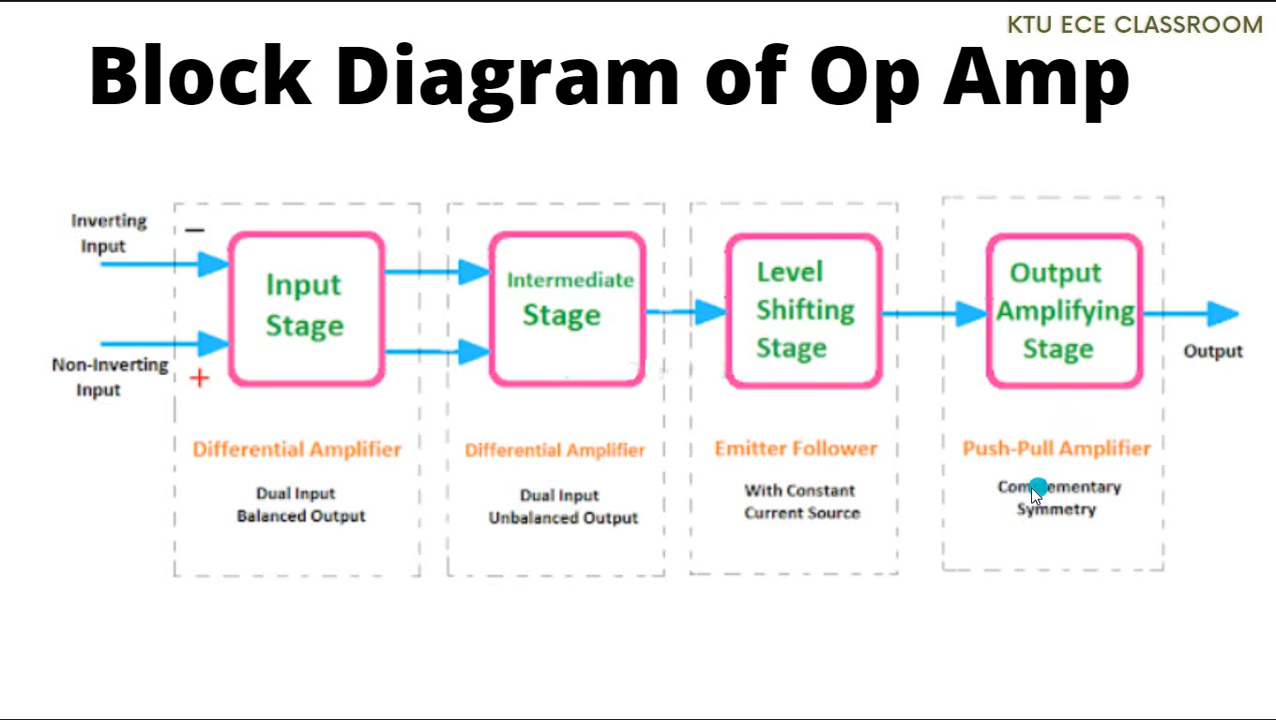 KTU ECE CLASSROOM
Block Diagram of Op Amp
Inverting
Input
−
Non-Inverting
Input
+
Input
Stage
Differential Amplifier
Dual Input
Balanced Output
Intermediate
Stage
Differential Amplifier
Dual Input
Unbalanced Output
Level
Shifting
Stage
Emitter Follower
With Constant
Current Source
Output
Amplifying
Stage
Push-Pull Amplifier
Complementary
Symmetry
Output